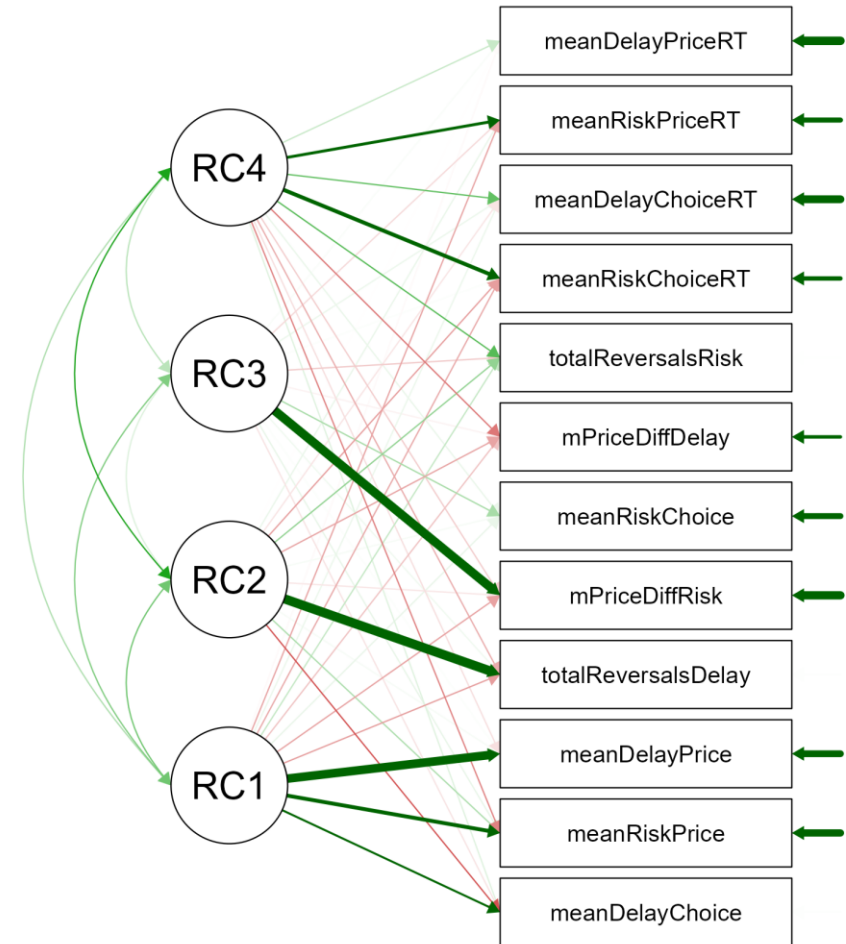 meanDelayPriceRT
RC4
meanRiskPriceRT
meanDelayChoiceRT
meanRiskChoiceRT
totalReversalsRisk
RC3
mPriceDiffDelay
meanRiskChoice
RC2
mPriceDiffRisk
totalReversalsDelay
meanDelayPrice
RC1
meanRiskPrice
meanDelayChoice